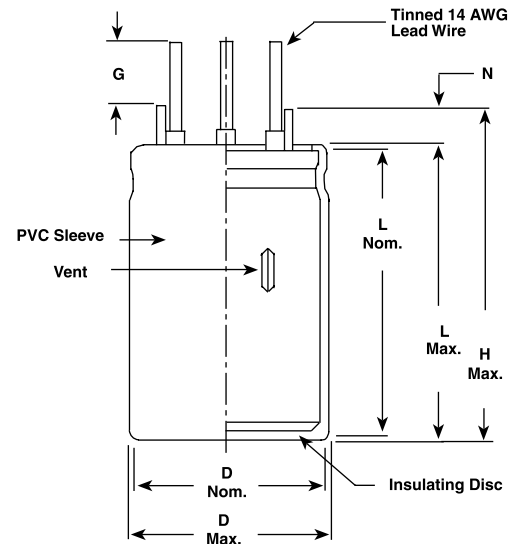 Tinned 14 AWG
Lead Wire
G
N
L
Nom.
PVC Sleeve
Vent
L
Max.
H
Max.
D
Nom.
Insulating Disc
D
Max.